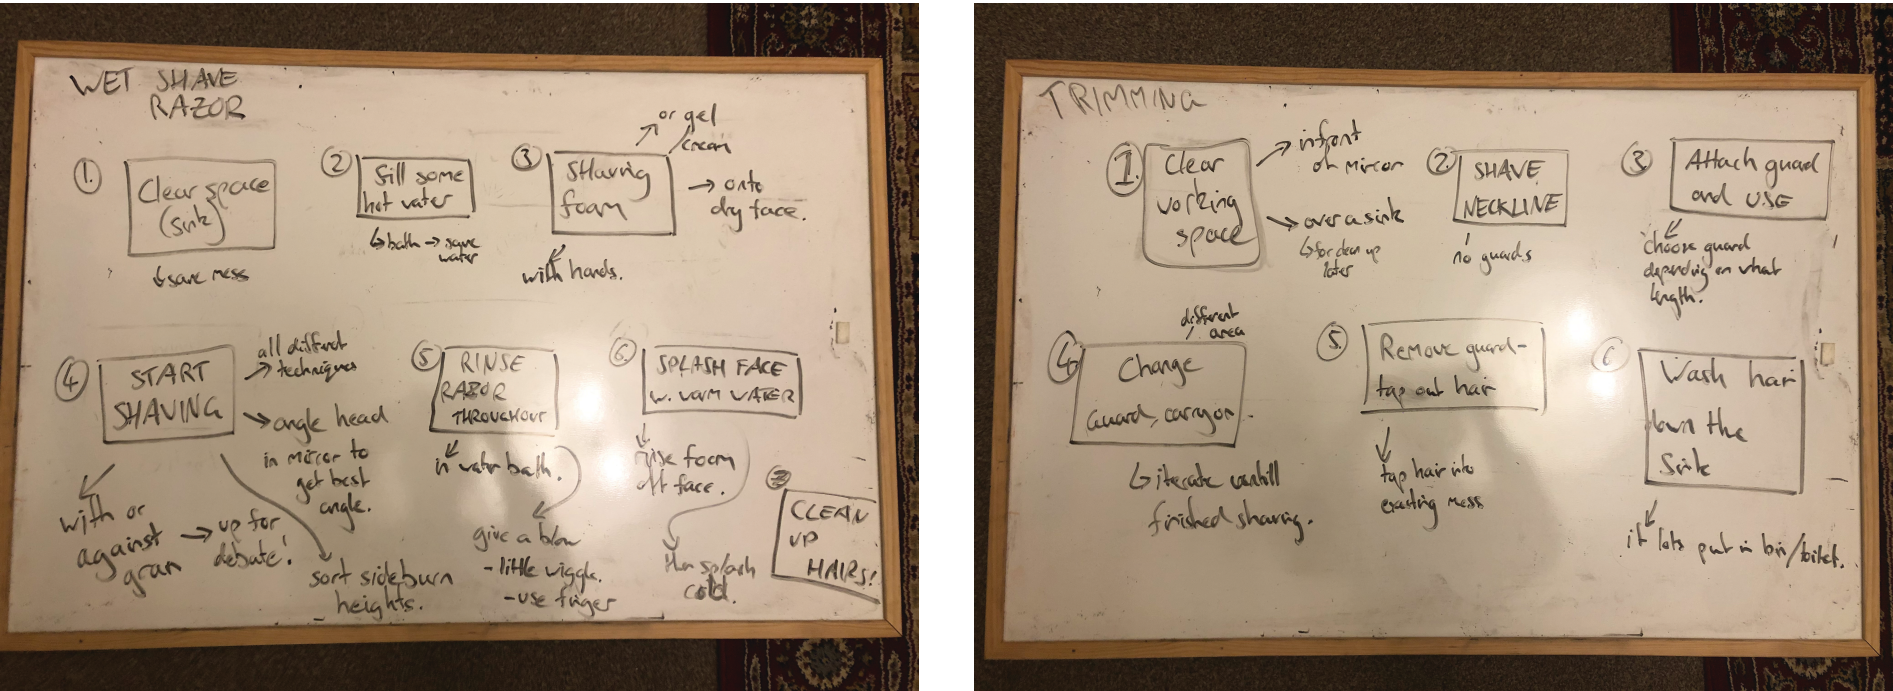 WET SHAVE
RAZOR
1.
Clear space
(sink)
↳ save mess
2
fill some
hot water
↳ bath → save
water
3
Shaving
foam
or gel
cream
→ onto
dry face.
with hands.
4
START
SHAVING
all different
techniques
→ angle head
in mirror to
get best
angle.
with or
against
gran
→ up for
debate!
sort sideburn
heights.
5
RINSE
RAZOR
THROUGHOUT
in water bath.
give a blow
- little wiggle.
- use finger
6.
SPLASH FACE
W. WARM WATER
rinse foam
off face.
then splash
cold.
7
CLEAN
UP
HAIRS!
TRIMMING
1.
Clear
working
space
infront
of mirror
→ over a sink
↳ for clean up
later
2.
SHAVE
NECKLINE
no guards
3
Attach guard
and USE
choose guard
depending on what
length.
4.
Change
Guard, carry on.
different
area
↳ iterate untill
finished shaving.
5.
Remove guard -
tap out hair
tap hair into
existing mess
6
Wash hair
down the
Sink
if lots put in bin/toilet.